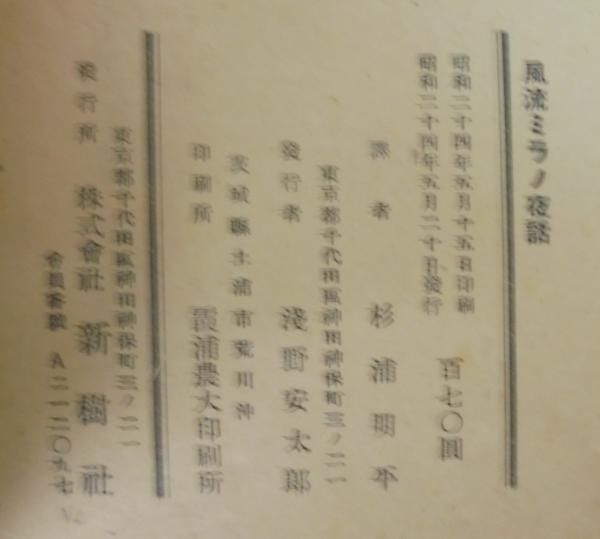 風流ミラノ夜話
昭和二十四年五月十五日印刷
昭和二十四年五月二十日發行
百七〇圓
譯者 杉浦明平
東京都千代田區神田神保町三ノ二一
發行者 淺野安太郎
茨城縣土浦市荒川沖
印刷所 霞浦農大印刷所
東京都千代田區神田神保町三ノ二一
發行所 株式會社 新樹社
會員番號 A二一二〇九七